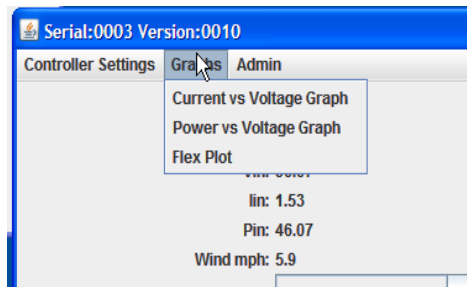 Serial:0003 Version:0010
Controller Settings Graphs Admin
Current vs Voltage Graph
Power vs Voltage Graph
Flex Plot
Iin: 1.53
Pin: 46.07
Wind mph: 5.9